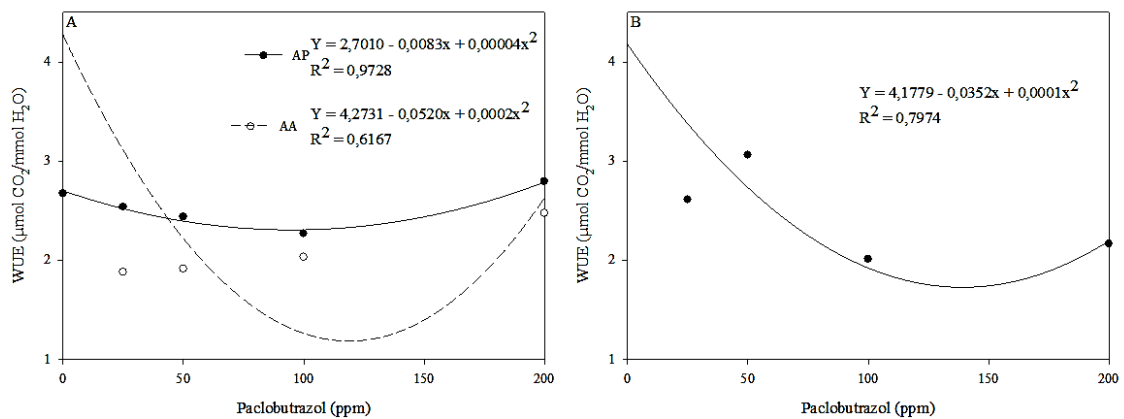 A
AP Y = 2,7010 - 0,0083x + 0,00004x²
R² = 0,9728
AA Y = 4,2731 - 0,0520x + 0,0002x²
R² = 0,6167
WUE (µmol CO₂/mmol H₂O)
4
3
2
1
0 50 100 150 200
Paclobutrazol (ppm)
B
Y = 4,1779 - 0,0352x + 0,0001x²
R² = 0,7974
WUE (µmol CO₂/mmol H₂O)
4
3
2
1
0 50 100 150 200
Paclobutrazol (ppm)